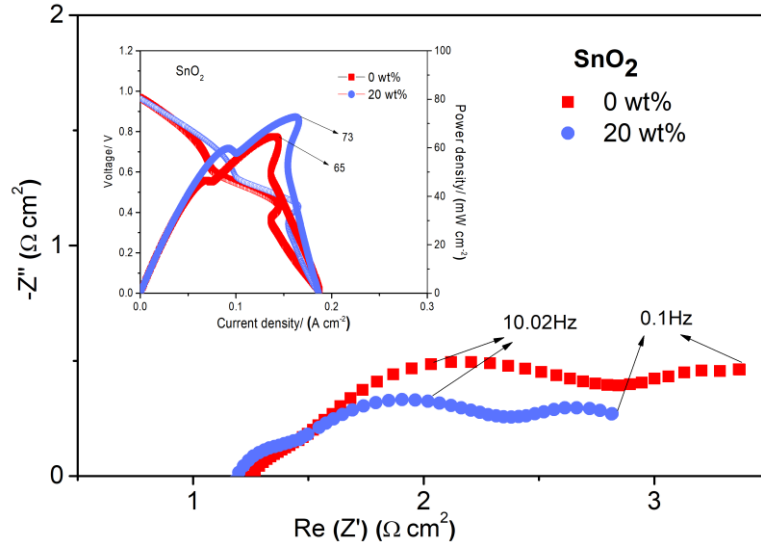 2
1
0
-Z'' (Ω cm²)
1
2
3
Re (Z') (Ω cm²)
SnO₂
0 wt%
20 wt%
10.02Hz
0.1Hz
1.2
1.0
0.8
0.6
0.4
0.2
0.0
Voltage/ V
0.0
0.1
0.2
0.3
Current density/ (A cm⁻²)
100
80
60
40
20
0
Power density/ (mW cm⁻²)
SnO₂
0 wt%
20 wt%
73
65